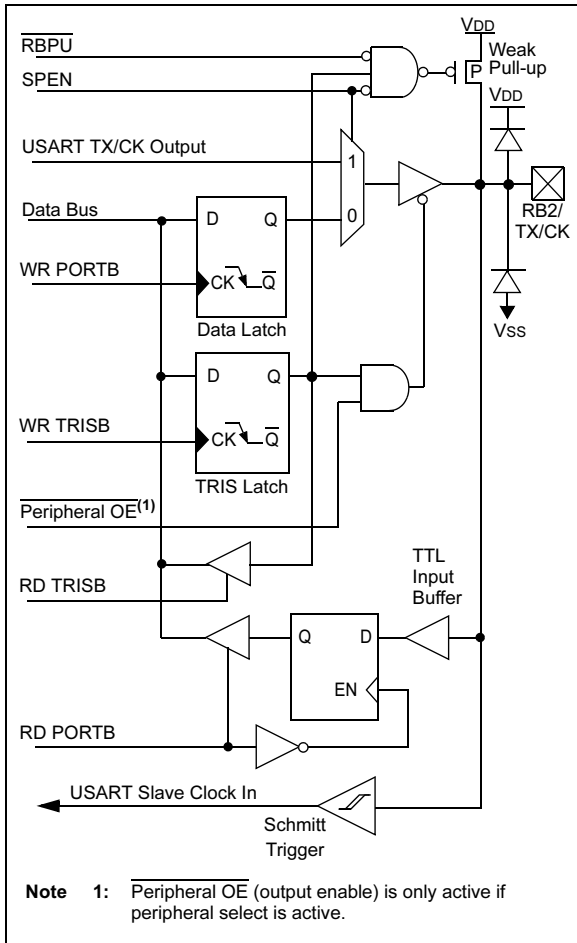 VDD
RBPU
Weak
Pull-up
P
SPEN
VDD
USART TX/CK Output
1
Data Bus
D
Q
0
RB2/
TX/CK
WR PORTB
CK
Q
Data Latch
VSS
D
Q
WR TRISB
CK
Q
TRIS Latch
Peripheral OE(1)
TTL
Input
Buffer
RD TRISB
Q
D
EN
RD PORTB
USART Slave Clock In
Schmitt
Trigger
Note 1: Peripheral OE (output enable) is only active if
peripheral select is active.